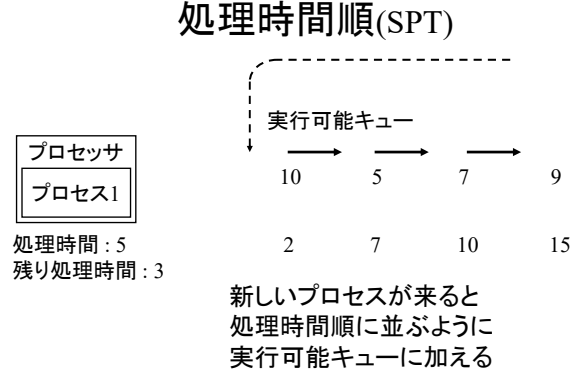 処理時間順(SPT)
実行可能キュー
プロセッサ
プロセス1
10 5 7 9
処理時間 : 5
残り処理時間 : 3
2 7 10 15
新しいプロセスが来ると
処理時間順に並ぶように
実行可能キューに加える